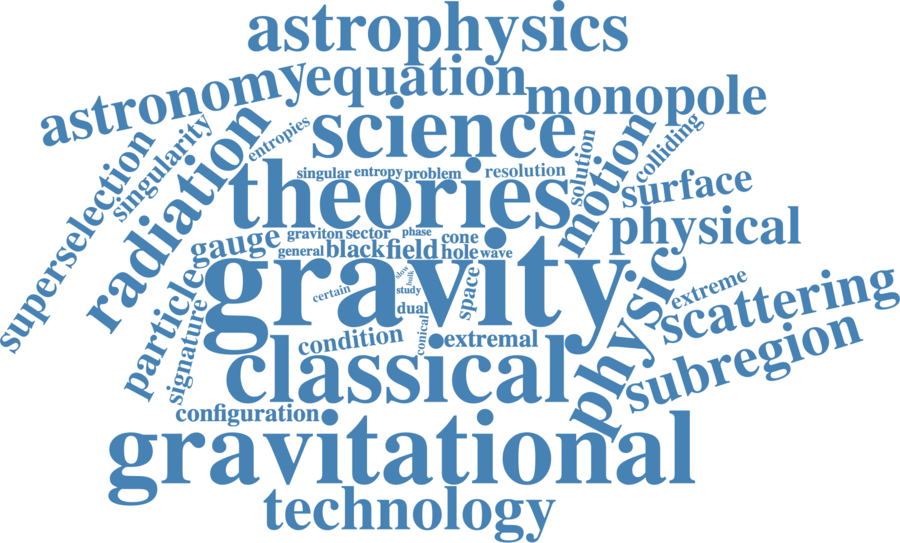 astrophysics
astronomy
equation
monopole
science
entropies
singularity
superselection
radiation
colliding
motion
solution
singular
entropy
problem
resolution
theories
surface
physical
gauge
graviton
sector
phase
cone
general
black
field
hole
wave
gravity
certain
slow
bulk
study
dual
space
conical
particle
signature
condition
extremal
physic
extreme
scattering
subregion
classical
configuration
gravitational
technology